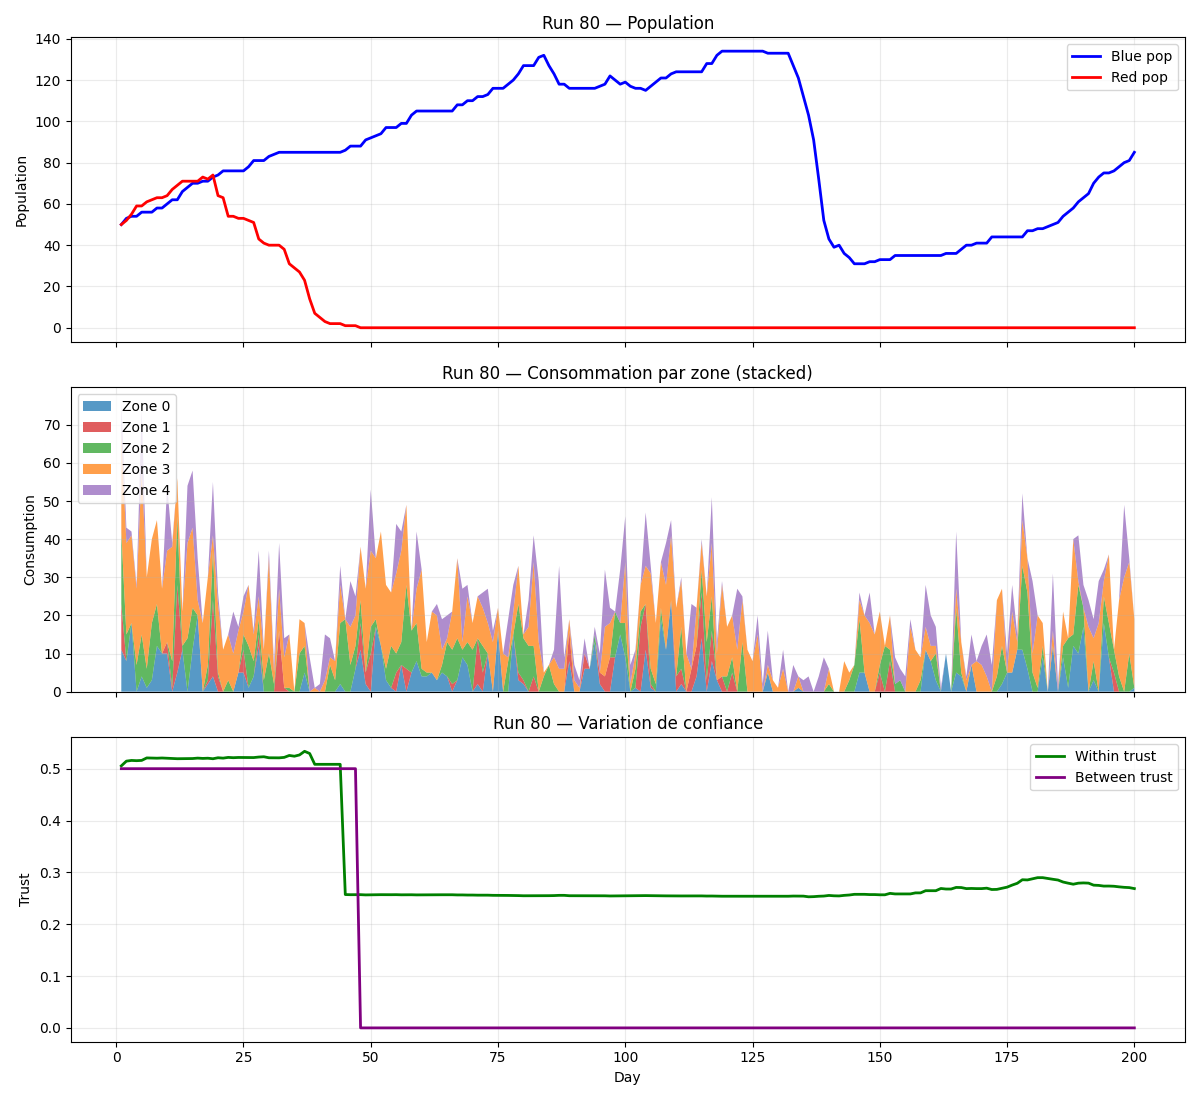 Run 80 — Population
140
120
100
80
60
40
20
0
Population
Blue pop
Red pop
Run 80 — Consommation par zone (stacked)
70
60
50
40
30
20
10
0
Consumption
Zone 0
Zone 1
Zone 2
Zone 3
Zone 4
Run 80 — Variation de confiance
0.5
0.4
0.3
0.2
0.1
0.0
Trust
Within trust
Between trust
0 25 50 75 100 125 150 175 200
Day